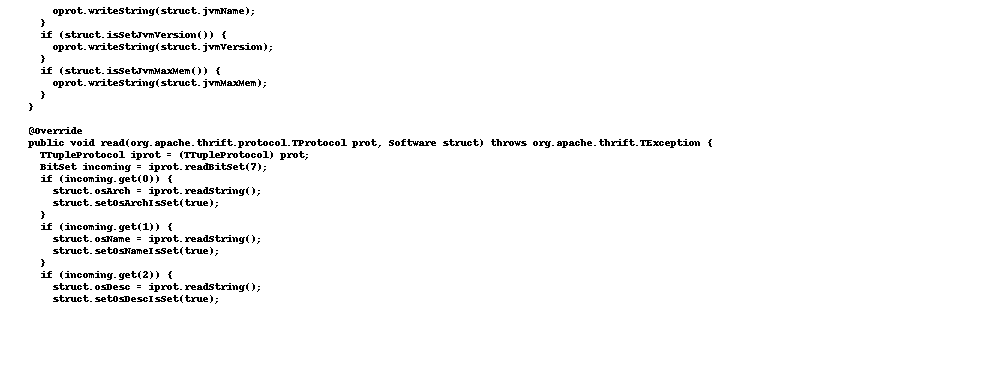 oprot.writeString(struct.jvmName);
}
if (struct.isSetJvmVersion()) {
oprot.writeString(struct.jvmVersion);
}
if (struct.isSetJvmMaxMem()) {
oprot.writeString(struct.jvmMaxMem);
}
}
@Override
public void read(org.apache.thrift.protocol.TProtocol prot, Software struct) throws org.apache.thrift.TException {
TTupleProtocol iprot = (TTupleProtocol) prot;
BitSet incoming = iprot.readBitSet(7);
if (incoming.get(0)) {
struct.osArch = iprot.readString();
struct.setOsArchIsSet(true);
}
if (incoming.get(1)) {
struct.osName = iprot.readString();
struct.setOsNameIsSet(true);
}
if (incoming.get(2)) {
struct.osDesc = iprot.readString();
struct.setOsDescIsSet(true);